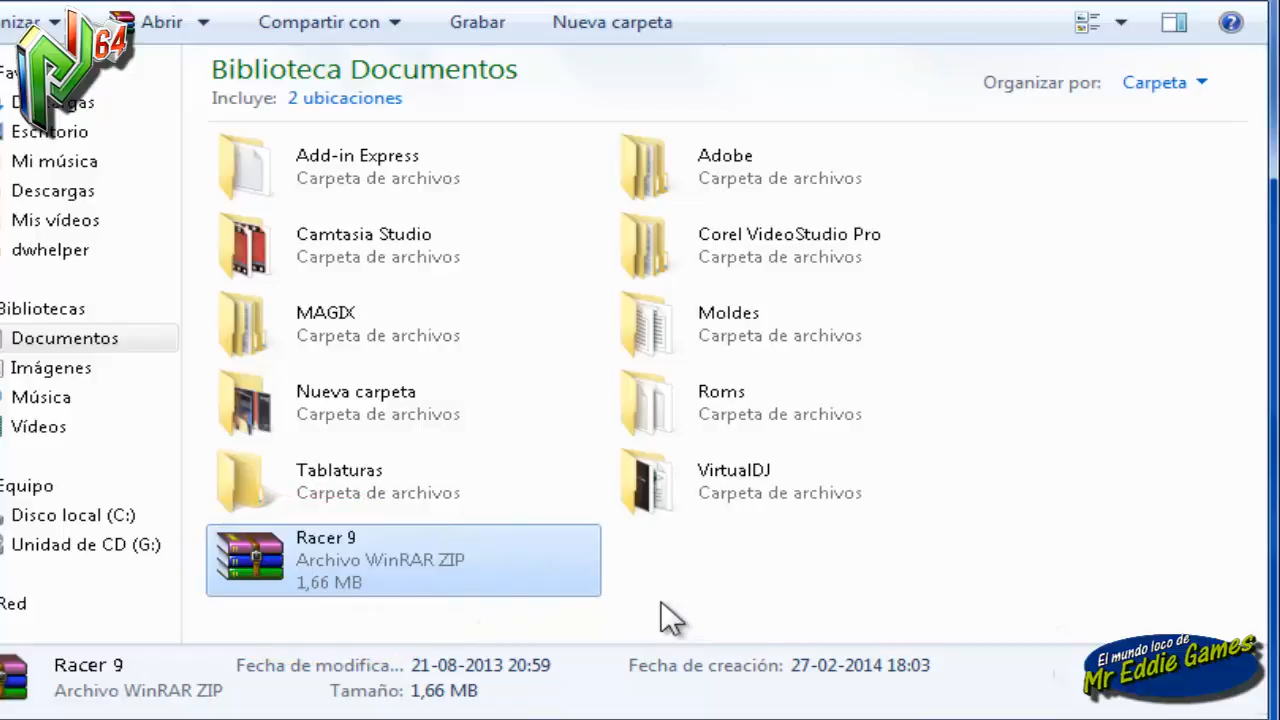 nizar Abrir Compartir con Grabar Nueva carpeta
64
Biblioteca Documentos
Incluye: 2 ubicaciones
Organizar por: Carpeta
Escritorio
Mi música
Descargas
Mis vídeos
dwhelper
Bibliotecas
Documentos
Imágenes
Música
Vídeos
Equipo
Disco local (C:)
Unidad de CD (G:)
Red
Add-in Express
Carpeta de archivos
Adobe
Carpeta de archivos
Camtasia Studio
Carpeta de archivos
Corel VideoStudio Pro
Carpeta de archivos
MAGIX
Carpeta de archivos
Moldes
Carpeta de archivos
Nueva carpeta
Carpeta de archivos
Roms
Carpeta de archivos
Tablaturas
Carpeta de archivos
VirtualDJ
Carpeta de archivos
Racer 9
Archivo WinRAR ZIP
1,66 MB
Racer 9 Fecha de modifica... 21-08-2013 20:59 Fecha de creación: 27-02-2014 18:03
Archivo WinRAR ZIP Tamaño: 1,66 MB
El mundo loco de
Mr Eddie Games